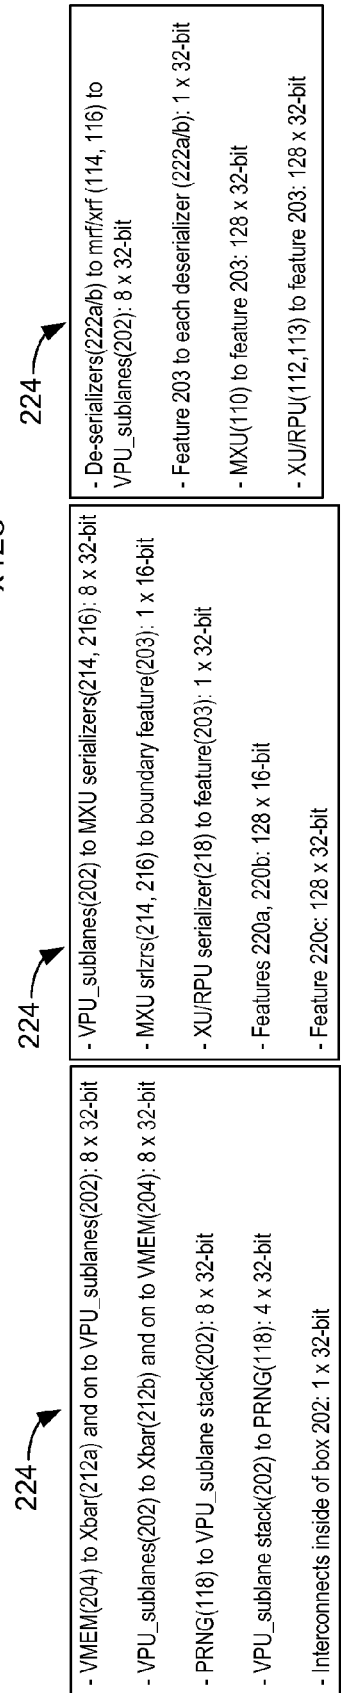 224
- VMEM(204) to Xbar(212a) and on to VPU_sublanes(202): 8 x 32-bit
- VPU_sublanes(202) to Xbar(212b) and on to VMEM(204): 8 x 32-bit
- PRNG(118) to VPU_sublane stack(202): 8 x 32-bit
- VPU_sublane stack(202) to PRNG(118): 4 x 32-bit
- Interconnects inside of box 202: 1 x 32-bit
224
- VPU_sublanes(202) to MXU serializers(214, 216): 8 x 32-bit
- MXU srlzrs(214, 216) to boundary feature(203): 1 x 16-bit
- XU/RPU serializer(218) to feature(203): 1 x 32-bit
- Features 220a, 220b: 128 x 16-bit
- Feature 220c: 128 x 32-bit
224
- De-serializers(222a/b) to mrf/xrf (114, 116) to
VPU_sublanes(202): 8 x 32-bit
- Feature 203 to each deserializer (222a/b): 1 x 32-bit
- MXU(110) to feature 203: 128 x 32-bit
- XU/RPU(112,113) to feature 203: 128 x 32-bit